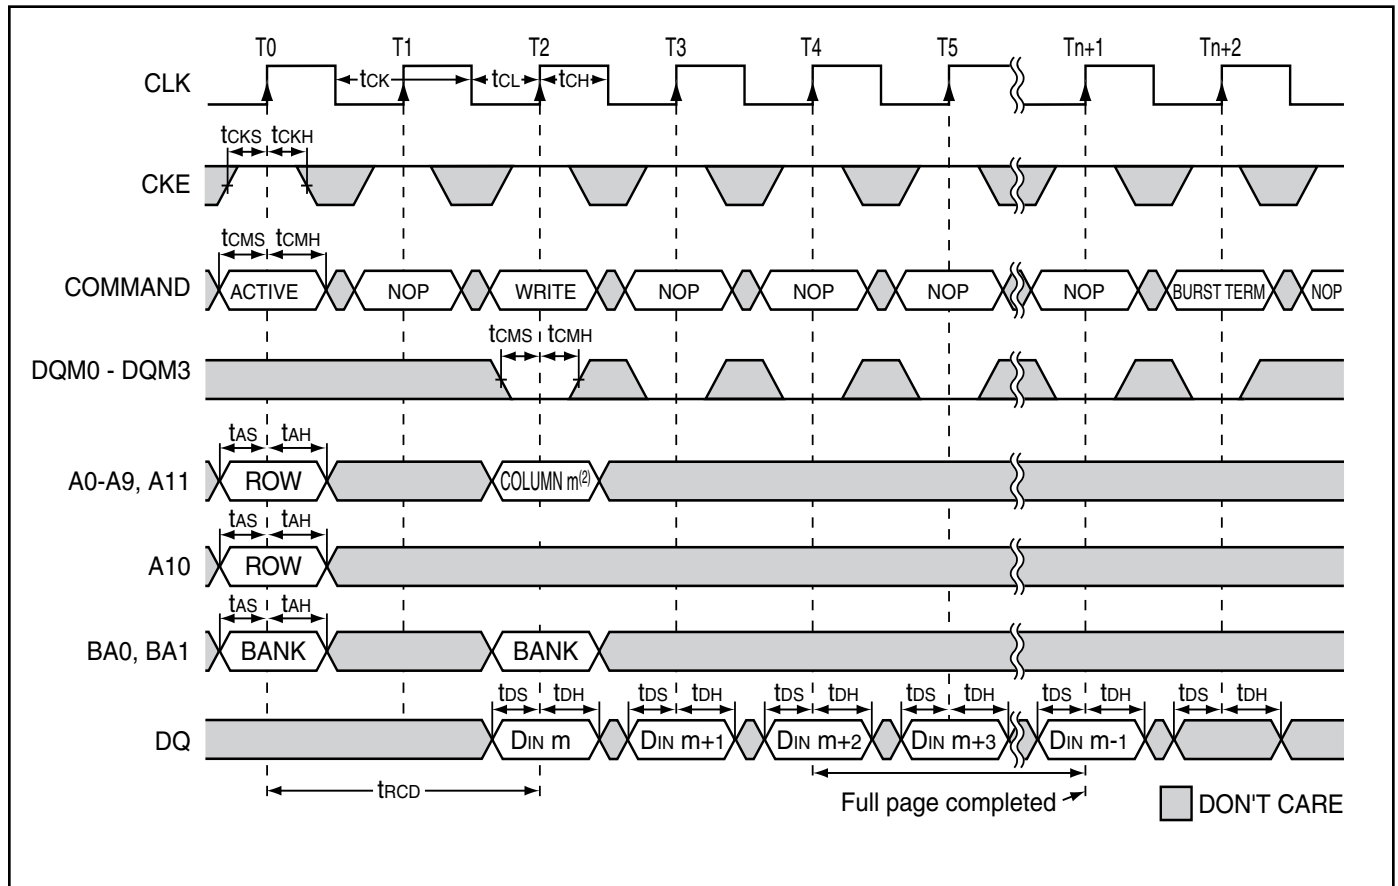 T0 T1 T2 T3 T4 T5 Tn+1 Tn+2
CLK tCK tCL tCH
tCKS tCKH
CKE
tCMS tCMH
COMMAND ACTIVE NOP WRITE NOP NOP NOP NOP BURST TERM NOP
tCMS tCMH
DQM0 - DQM3
tAS tAH
A0-A9, A11 ROW COLUMN m(2)
tAS tAH
A10 ROW
tAS tAH
BA0, BA1 BANK BANK
tDS tDH tDS tDH tDS tDH tDS tDH tDS tDH tDS tDH
DQ DIN m DIN m+1 DIN m+2 DIN m+3 DIN m-1
tRCD
Full page completed
DON'T CARE